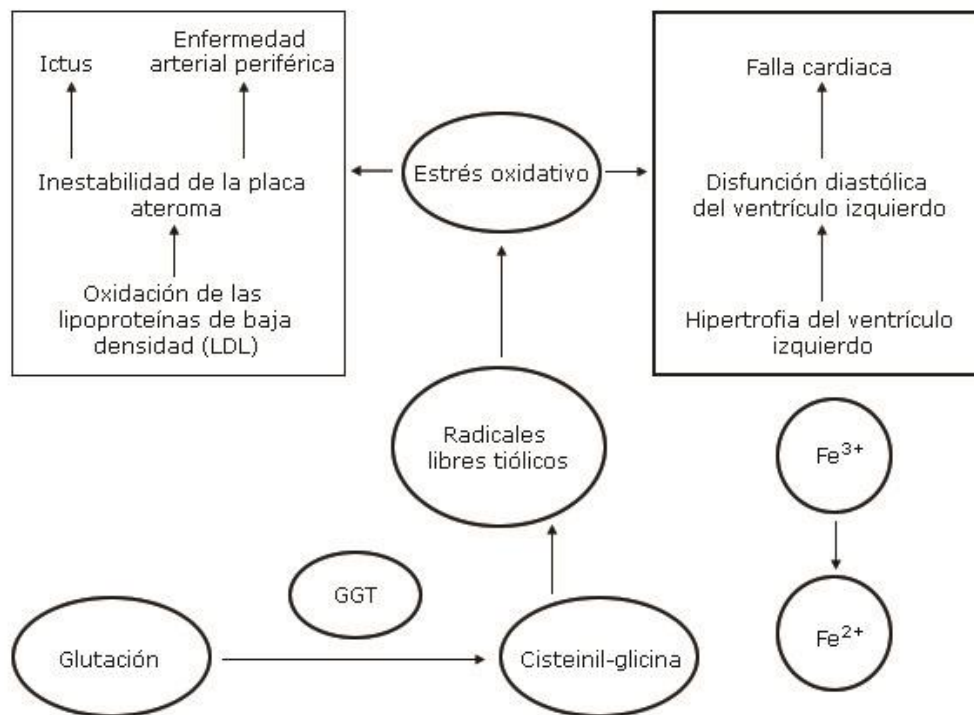 Ictus
Enfermedad
arterial periférica
Inestabilidad de la placa
ateroma
Oxidación de las
lipoproteínas de baja
densidad (LDL)
Estrés oxidativo
Falla cardiaca
Disfunción diastólica
del ventrículo izquierdo
Hipertrofia del ventrículo
izquierdo
Radicales
libres tiólicos
Fe³⁺
GGT
Glutación
Cisteinil-glicina
Fe²⁺